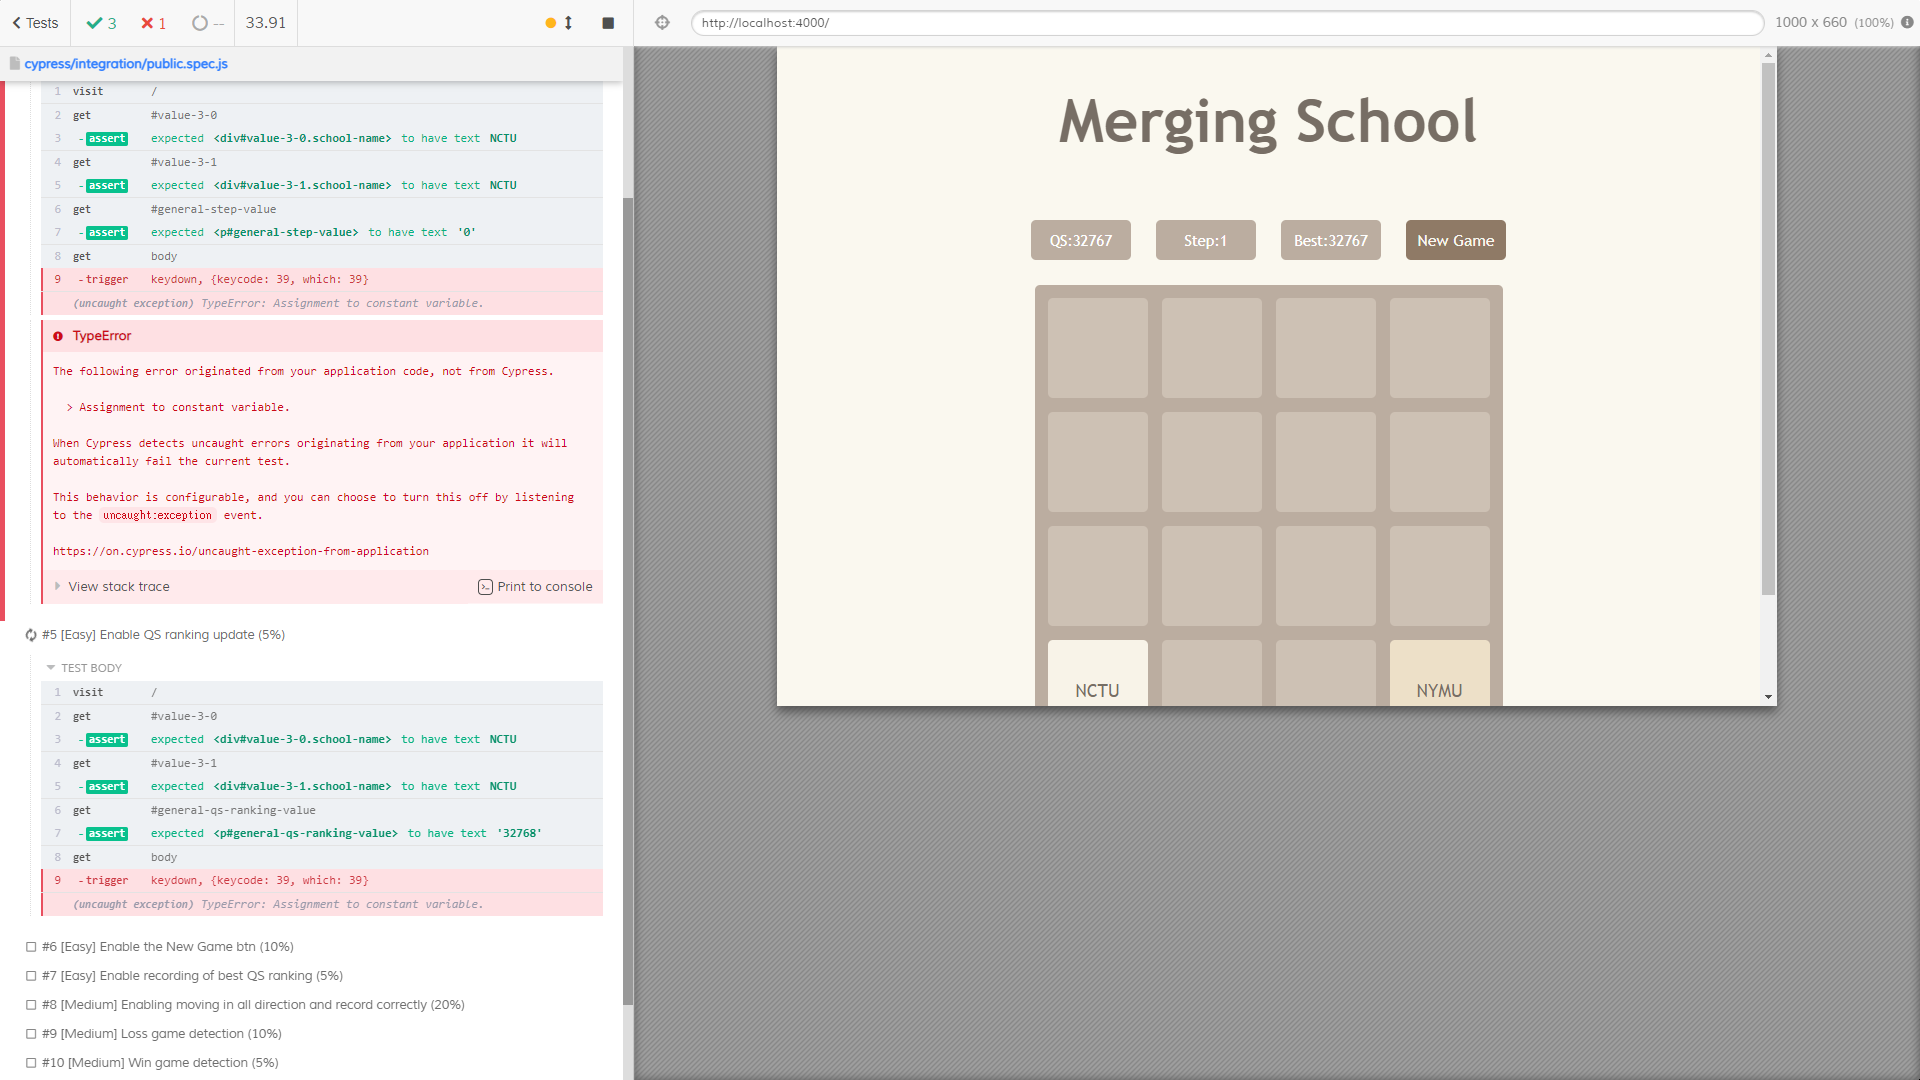 Tests
3
1
--
33.91
http://localhost:4000/
1000 x 660 (100%)
cypress/integration/public.spec.js
1 visit /
2 get #value-3-0
3 -assert expected <div#value-3-0.school-name> to have text NCTU
4 get #value-3-1
5 -assert expected <div#value-3-1.school-name> to have text NCTU
6 get #general-step-value
7 -assert expected <p#general-step-value> to have text '0'
8 get body
9 -trigger keydown, {keycode: 39, which: 39}
(uncaught exception) TypeError: Assignment to constant variable.
TypeError
The following error originated from your application code, not from Cypress.
> Assignment to constant variable.
When Cypress detects uncaught errors originating from your application it will
automatically fail the current test.
This behavior is configurable, and you can choose to turn this off by listening
to the uncaught:exception event.
https://on.cypress.io/uncaught-exception-from-application
View stack trace
Print to console
#5 [Easy] Enable QS ranking update (5%)
TEST BODY
1 visit /
2 get #value-3-0
3 -assert expected <div#value-3-0.school-name> to have text NCTU
4 get #value-3-1
5 -assert expected <div#value-3-1.school-name> to have text NCTU
6 get #general-qs-ranking-value
7 -assert expected <p#general-qs-ranking-value> to have text '32768'
8 get body
9 -trigger keydown, {keycode: 39, which: 39}
(uncaught exception) TypeError: Assignment to constant variable.
#6 [Easy] Enable the New Game btn (10%)
#7 [Easy] Enable recording of best QS ranking (5%)
#8 [Medium] Enabling moving in all direction and record correctly (20%)
#9 [Medium] Loss game detection (10%)
#10 [Medium] Win game detection (5%)
Merging School
QS:32767
Step:1
Best:32767
New Game
NCTU
NYMU